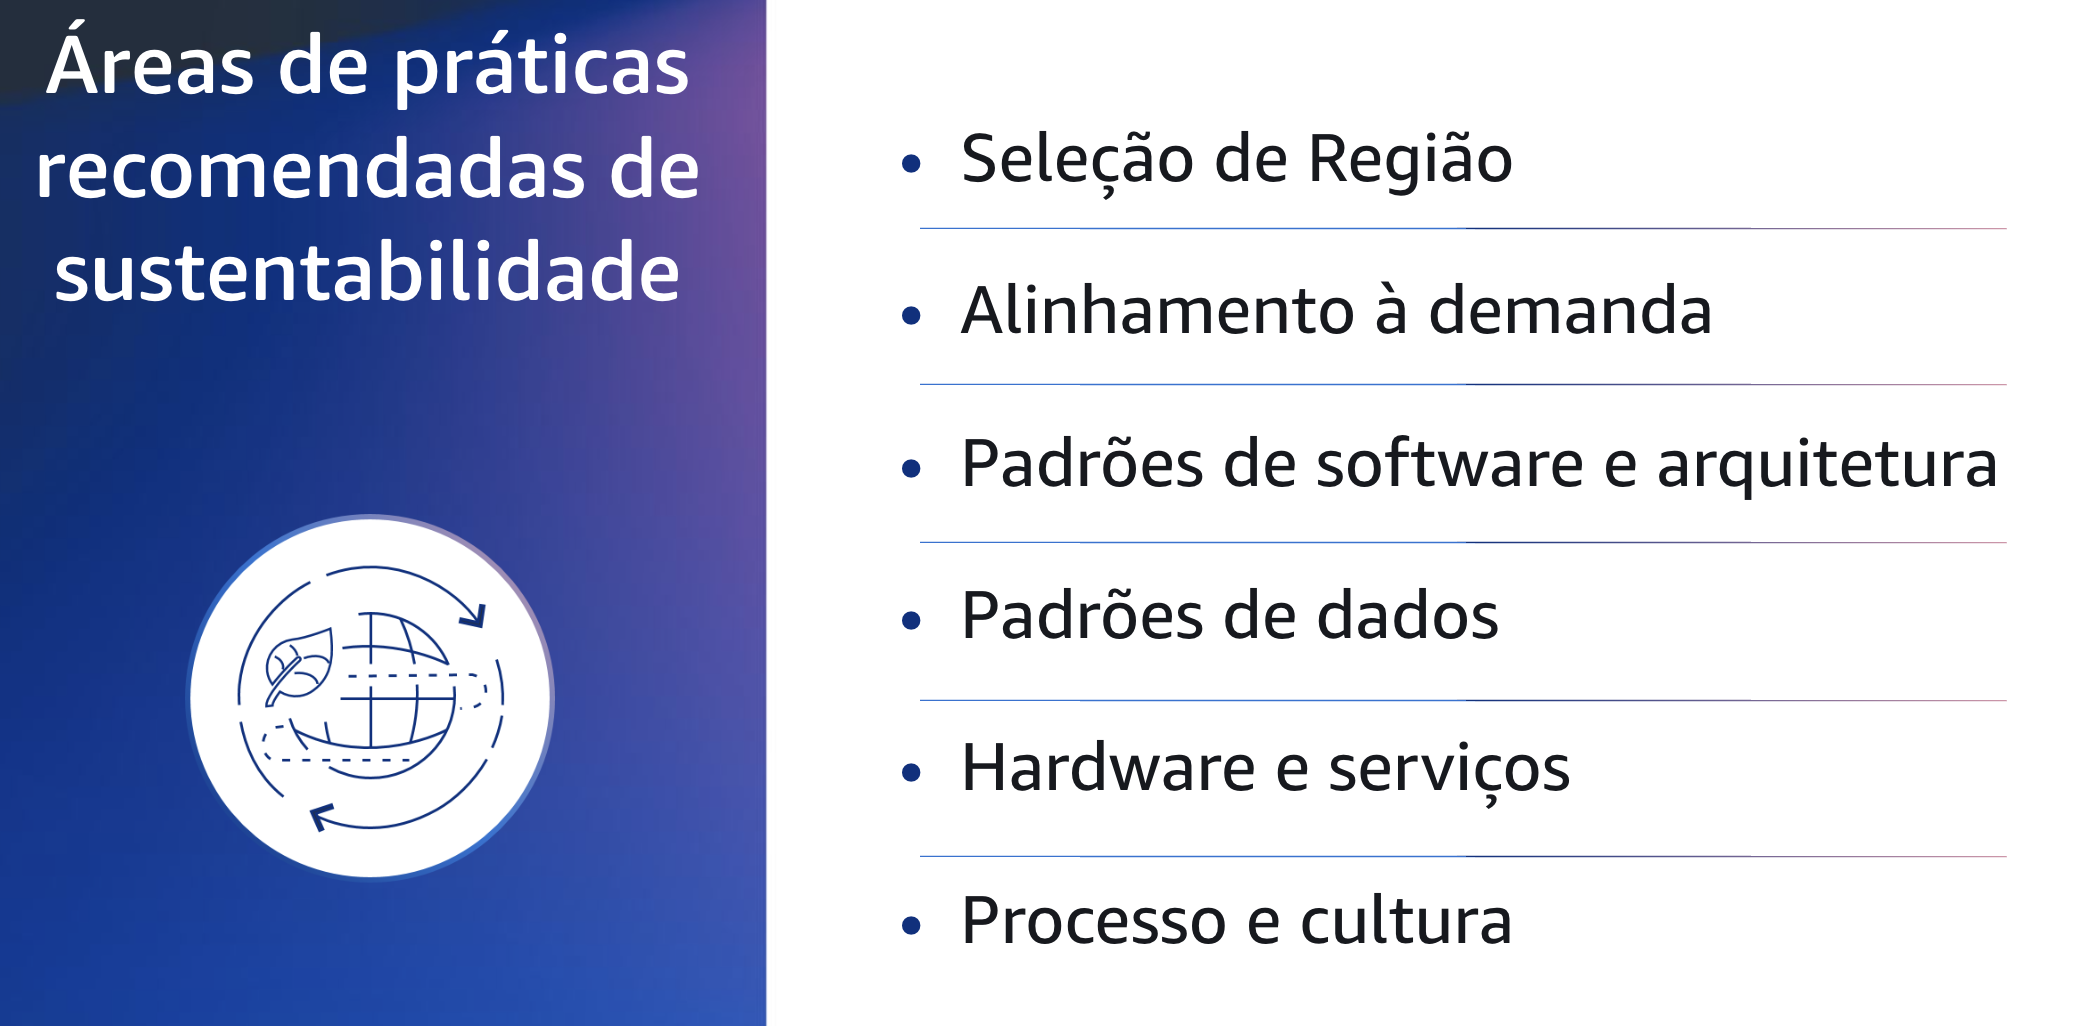 Áreas de práticas
recomendadas de
sustentabilidade
• Seleção de Região
• Alinhamento à demanda
• Padrões de software e arquitetura
• Padrões de dados
• Hardware e serviços
• Processo e cultura